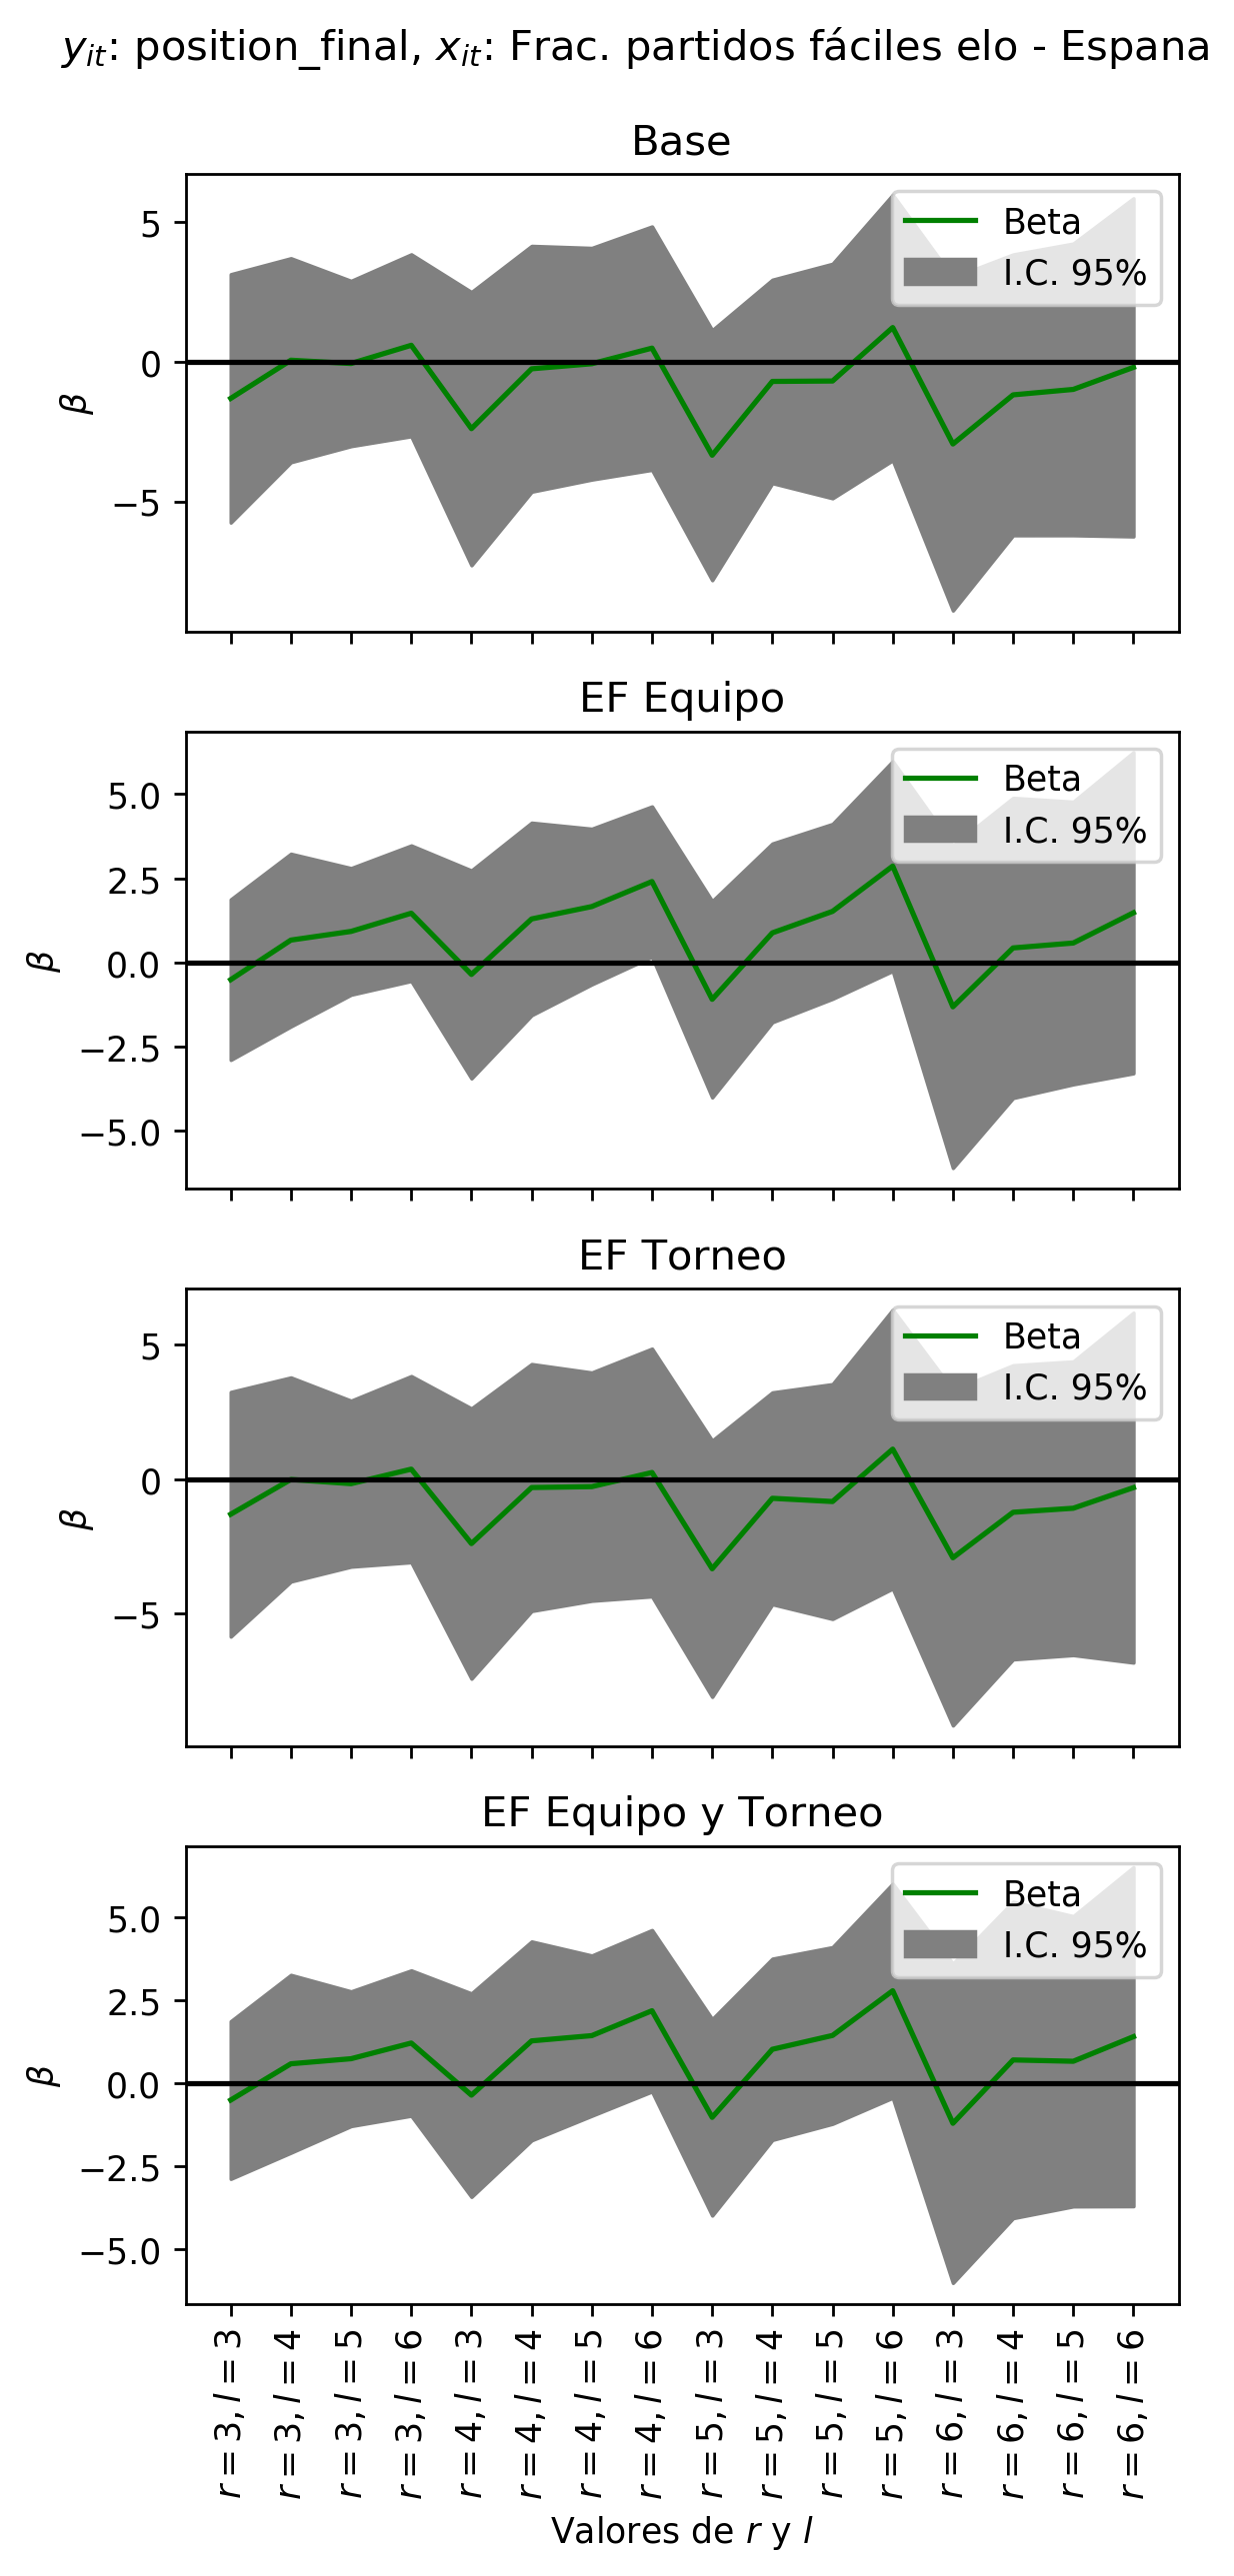 y_it: position_final, x_it: Frac. partidos fáciles elo - Espana
Base
5
0
−5
β
Beta
I.C. 95%
EF Equipo
5.0
2.5
0.0
−2.5
−5.0
β
Beta
I.C. 95%
EF Torneo
5
0
−5
β
Beta
I.C. 95%
EF Equipo y Torneo
5.0
2.5
0.0
−2.5
−5.0
β
Beta
I.C. 95%
r = 3, l = 3
r = 3, l = 4
r = 3, l = 5
r = 3, l = 6
r = 4, l = 3
r = 4, l = 4
r = 4, l = 5
r = 4, l = 6
r = 5, l = 3
r = 5, l = 4
r = 5, l = 5
r = 5, l = 6
r = 6, l = 3
r = 6, l = 4
r = 6, l = 5
r = 6, l = 6
Valores de r y l